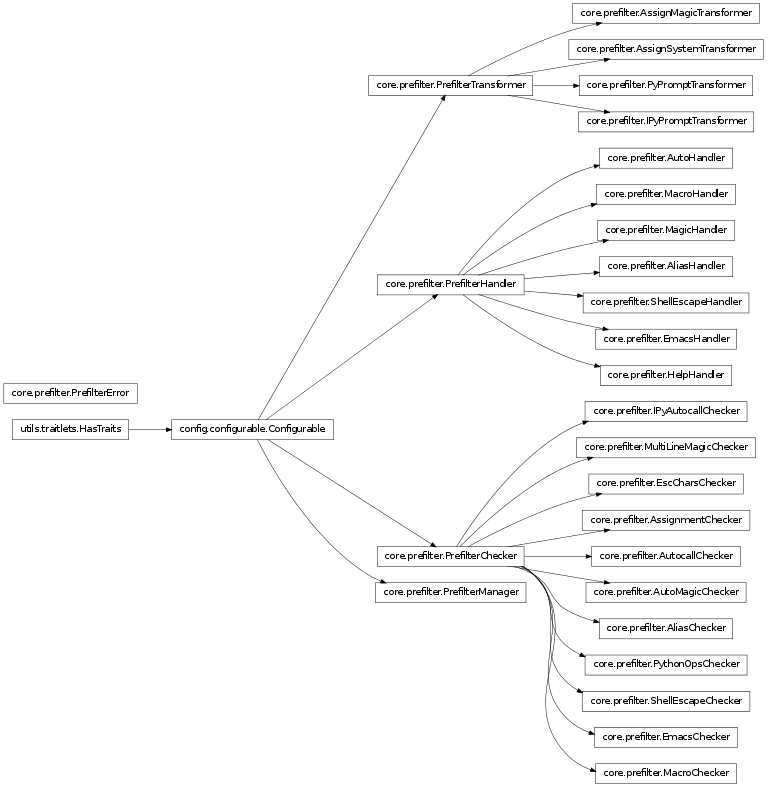 core.prefilter.AssignMagicTransformer
core.prefilter.AssignSystemTransformer
core.prefilter.PrefilterTransformer
core.prefilter.PyPromptTransformer
core.prefilter.IPyPromptTransformer
core.prefilter.AutoHandler
core.prefilter.MacroHandler
core.prefilter.MagicHandler
core.prefilter.AliasHandler
core.prefilter.PrefilterHandler
core.prefilter.ShellEscapeHandler
core.prefilter.EmacsHandler
core.prefilter.HelpHandler
core.prefilter.PrefilterError
core.prefilter.IPyAutocallChecker
utils.traitlets.HasTraits
config.configurable.Configurable
core.prefilter.MultiLineMagicChecker
core.prefilter.EscCharsChecker
core.prefilter.AssignmentChecker
core.prefilter.PrefilterChecker
core.prefilter.AutocallChecker
core.prefilter.PrefilterManager
core.prefilter.AutoMagicChecker
core.prefilter.AliasChecker
core.prefilter.PythonOpsChecker
core.prefilter.ShellEscapeChecker
core.prefilter.EmacsChecker
core.prefilter.MacroChecker